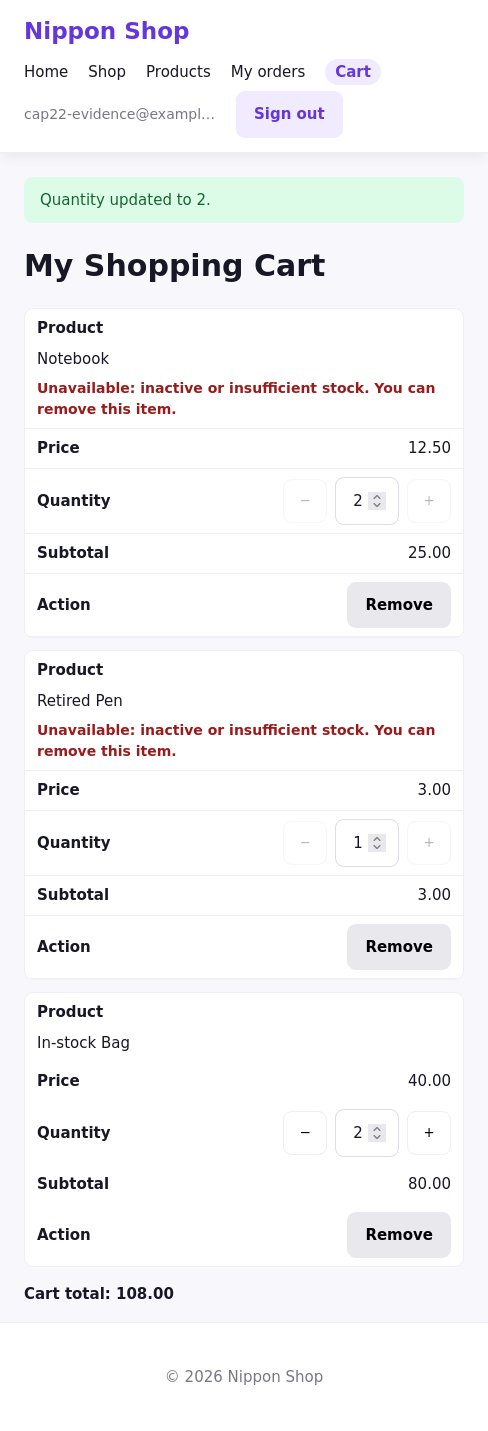 Nippon Shop
Home Shop Products My orders Cart
cap22-evidence@exampl... Sign out
Quantity updated to 2.
My Shopping Cart
Product
Notebook
Unavailable: inactive or insufficient stock. You can
remove this item.
Price 12.50
Quantity − 2 +
Subtotal 25.00
Action Remove
Product
Retired Pen
Unavailable: inactive or insufficient stock. You can
remove this item.
Price 3.00
Quantity − 1 +
Subtotal 3.00
Action Remove
Product
In-stock Bag
Price 40.00
Quantity − 2 +
Subtotal 80.00
Action Remove
Cart total: 108.00
© 2026 Nippon Shop